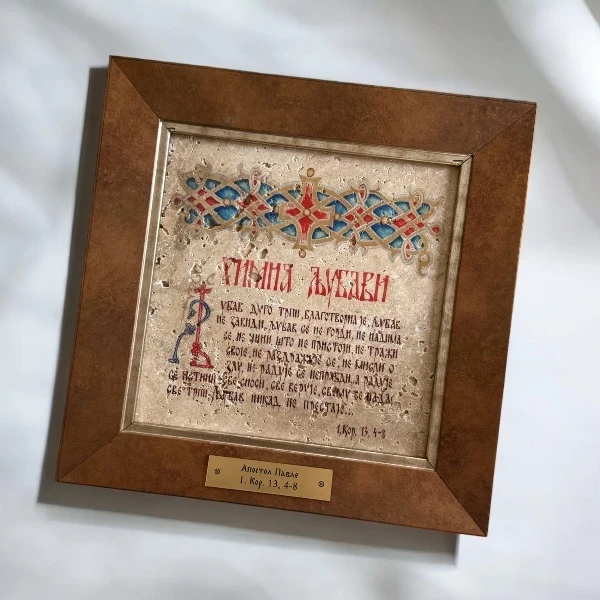 ХИМНА ЉУБАВИ
ЉУБАВ ДУГО ТРПИ, БЛАГОТВОРНА ЈЕ, ЉУБАВ
НЕ ЗАВИДИ, ЉУБАВ СЕ НЕ ГОРДИ, НЕ НАДИМА
СЕ, НЕ ЧИНИ ШТО НЕ ПРИСТОЈИ, НЕ ТРАЖИ
СВОЈЕ, НЕ РАЗДРАЖУЈЕ СЕ, НЕ МИСЛИ О
ЗЛУ, НЕ РАДУЈЕ СЕ НЕПРАВДИ, А РАДУЈЕ
СЕ ИСТИНИ, СВЕ СНОСИ, СВЕ ВЕРУЈЕ, СВЕМУ СЕ НАДА,
СВЕ ТРПИ, ЉУБАВ НИКАД НЕ ПРЕСТАЈЕ...
1. Кор. 13, 4-8
Апостол Павле
1. Кор. 13, 4-8